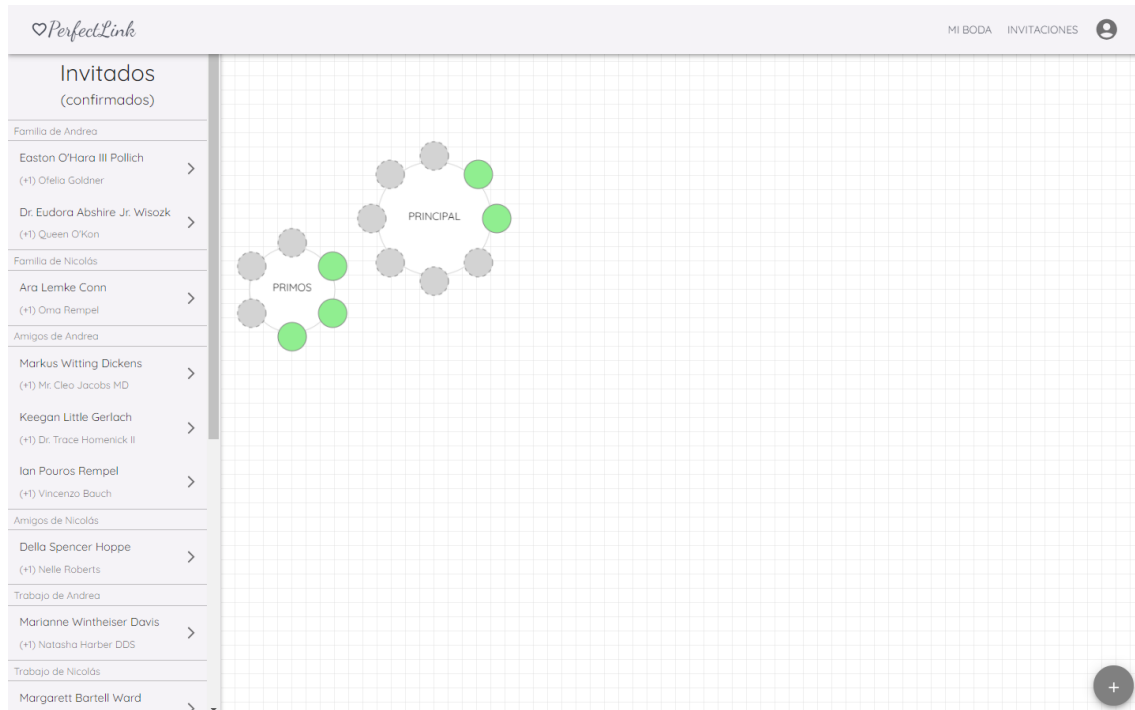 PerfectLink
MI BODA
INVITACIONES
Invitados
(confirmados)
Familia de Andrea
Easton O'Hara III Pollich
(+1) Ofelia Goldner
Dr. Eudora Abshire Jr. Wisozk
(+1) Queen O'Kon
Familia de Nicolás
Ara Lemke Conn
(+1) Orna Rempel
Amigos de Andrea
Markus Witting Dickens
(+1) Mr. Cleo Jacobs MD
Keegan Little Gerlach
(+1) Dr. Trace Homenick II
Ian Pouros Rempel
(+1) Vincenzo Bauch
Amigos de Nicolás
Della Spencer Hoppe
(+1) Nelle Roberts
Trabajo de Andrea
Marianne Wintheiser Davis
(+1) Natasha Harber DDS
Trabajo de Nicolás
Margarett Bartell Ward
PRINCIPAL
PRIMOS
+